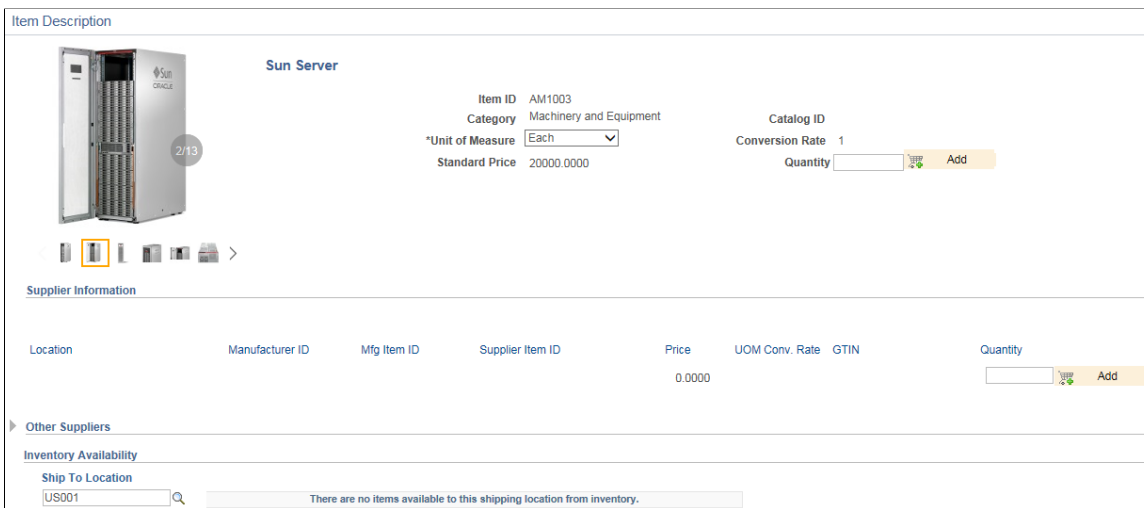 Item Description
Sun
ORACLE
2/13
Sun Server
Item ID AM1003
Category Machinery and Equipment Catalog ID
*Unit of Measure Each Conversion Rate 1
Standard Price 20000.0000 Quantity Add
Supplier Information
Location Manufacturer ID Mfg Item ID Supplier Item ID Price UOM Conv. Rate GTIN Quantity
0.0000 Add
Other Suppliers
Inventory Availability
Ship To Location
US001 There are no items available to this shipping location from inventory.